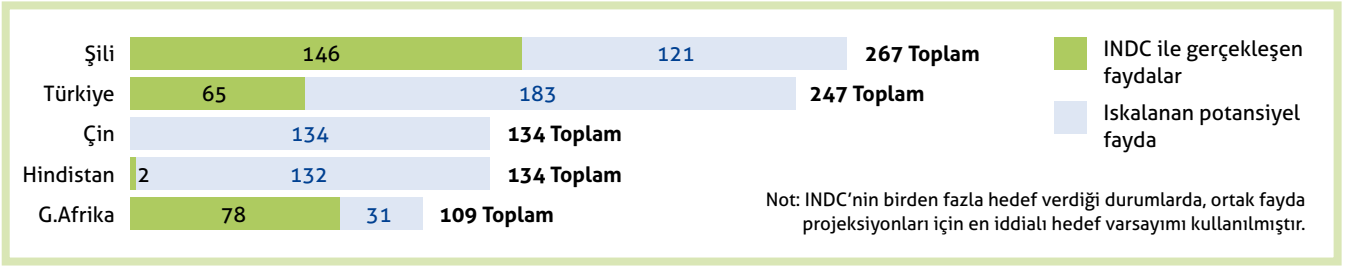 Şili 146 121 267 Toplam
Türkiye 65 183 247 Toplam
Çin 134 134 Toplam
Hindistan 2 132 134 Toplam
G.Afrika 78 31 109 Toplam
INDC ile gerçekleşen
faydalar
Iskalanan potansiyel
fayda
Not: INDC'nin birden fazla hedef verdiği durumlarda, ortak fayda
projeksiyonları için en iddialı hedef varsayımı kullanılmıştır.